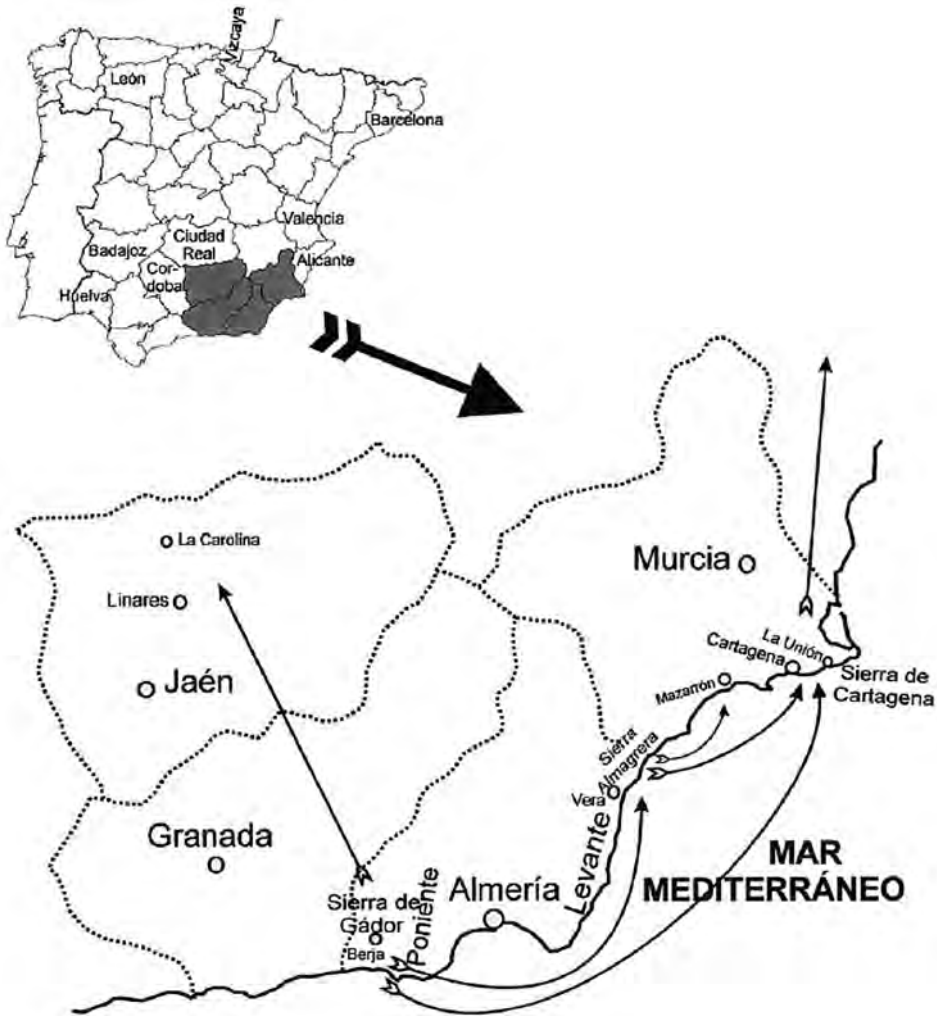 Vizcaya
León
Barcelona
Valencia
Ciudad
Real
Badajoz
Alicante
Cor-
doba
Huelva
La Carolina
Linares
Jaén
Murcia
La Unión
Cartagena
Sierra de
Cartagena
Mazarrón
Sierra
Almagrera
Vera
Granada
Levante
MAR
MEDITERRÁNEO
Almería
Poniente
Sierra de
Gádor
Berja